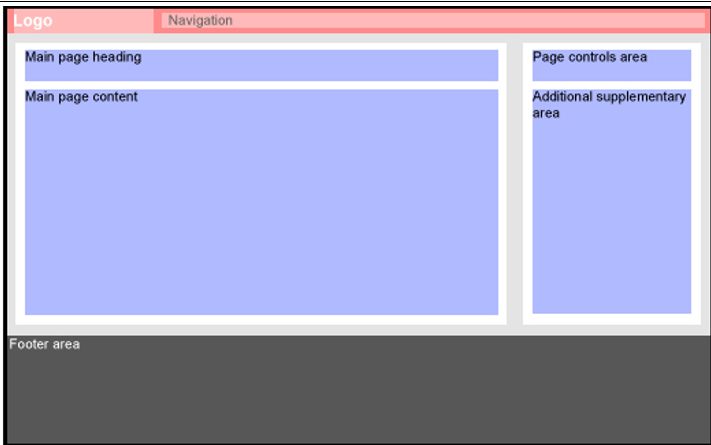 Logo
Navigation
Main page heading
Main page content
Page controls area
Additional supplementary
area
Footer area